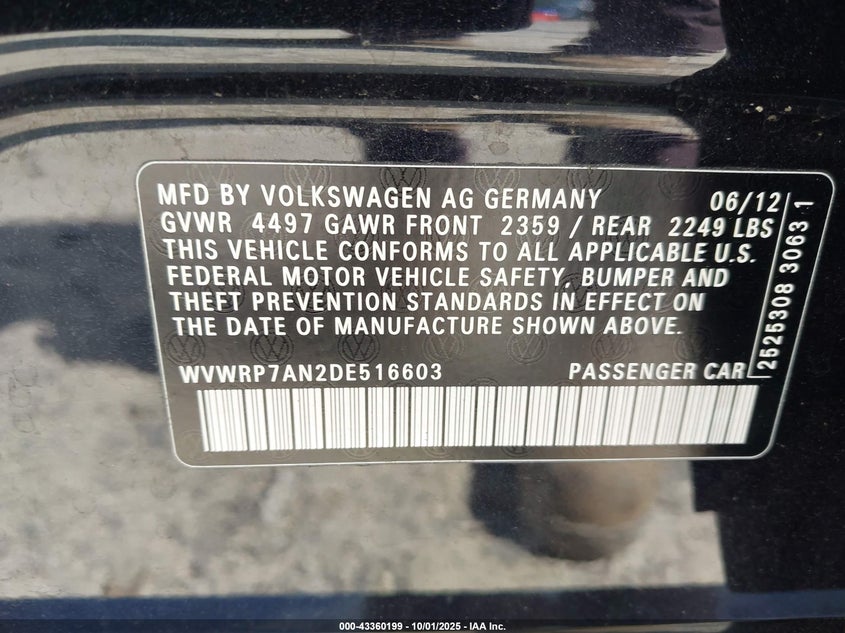 MFD BY VOLKSWAGEN AG GERMANY 06/12
GVWR 4497 GAWR FRONT 2359 / REAR 2249 LBS
THIS VEHICLE CONFORMS TO ALL APPLICABLE U.S.
FEDERAL MOTOR VEHICLE SAFETY, BUMPER AND
THEFT PREVENTION STANDARDS IN EFFECT ON
THE DATE OF MANUFACTURE SHOWN ABOVE.
WVWRP7AN2DE516603 PASSENGER CAR
2525308 3063 1
000-43360199 - 10/01/2025 - IAA Inc.